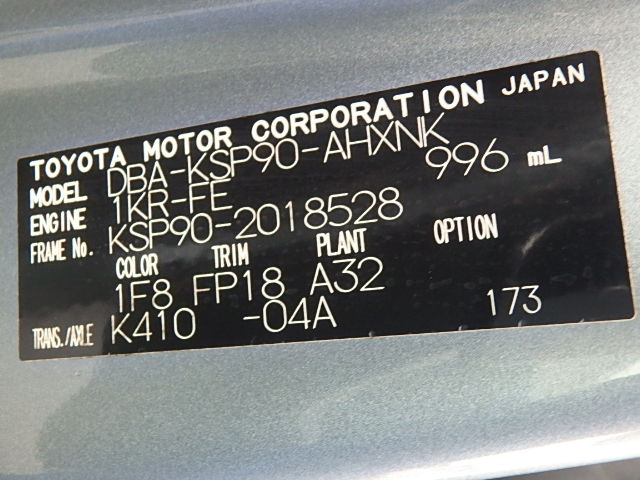 TOYOTA MOTOR CORPORATION JAPAN
MODEL DBA-KSP90-AHXNK
ENGINE 1KR-FE 996 mL
FRAME No. KSP90-2018528
COLOR TRIM PLANT OPTION
1F8 FP18 A32
TRANS./AXLE K410 -04A 173